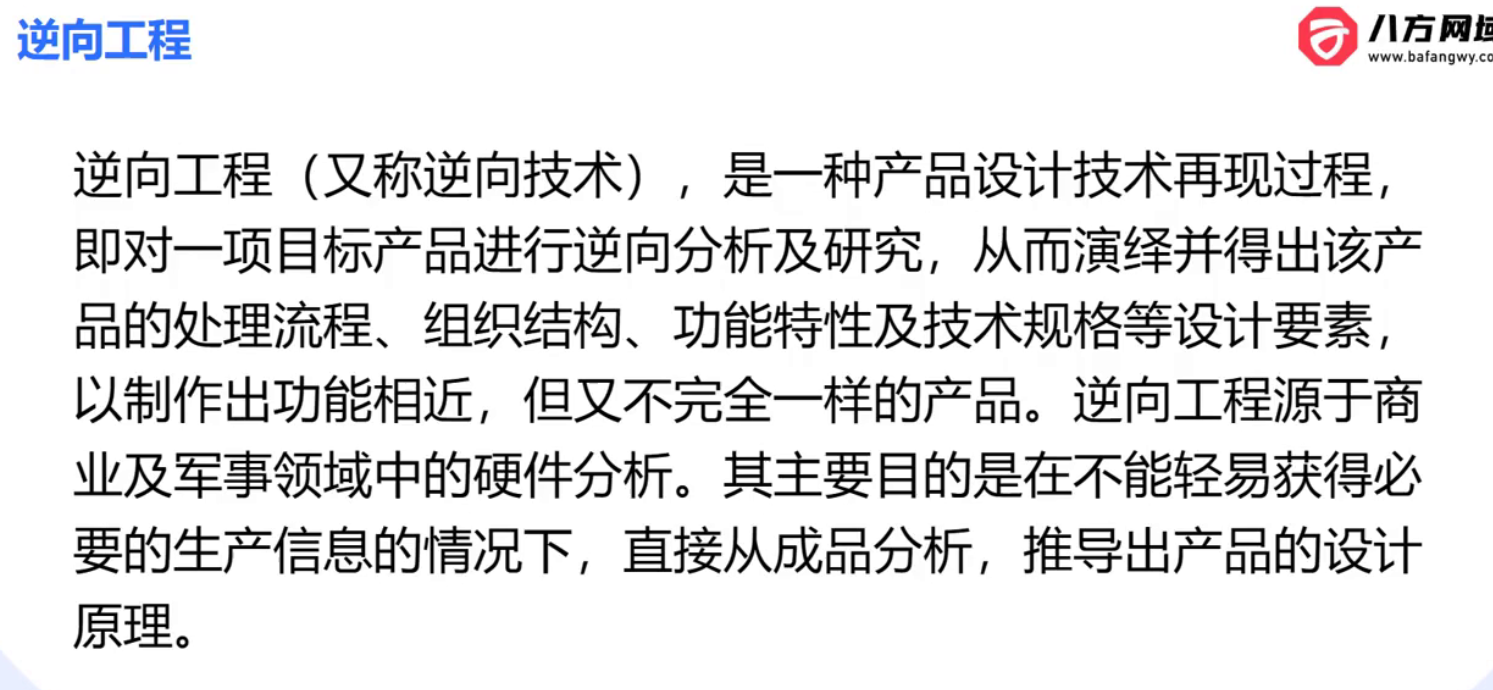 逆向工程
八方网域
www.bafangwy.co
逆向工程（又称逆向技术），是一种产品设计技术再现过程，
即对一项目标产品进行逆向分析及研究，从而演绎并得出该产
品的处理流程、组织结构、功能特性及技术规格等设计要素，
以制作出功能相近，但又不完全一样的产品。逆向工程源于商
业及军事领域中的硬件分析。其主要目的是在不能轻易获得必
要的生产信息的情况下，直接从成品分析，推导出产品的设计
原理。